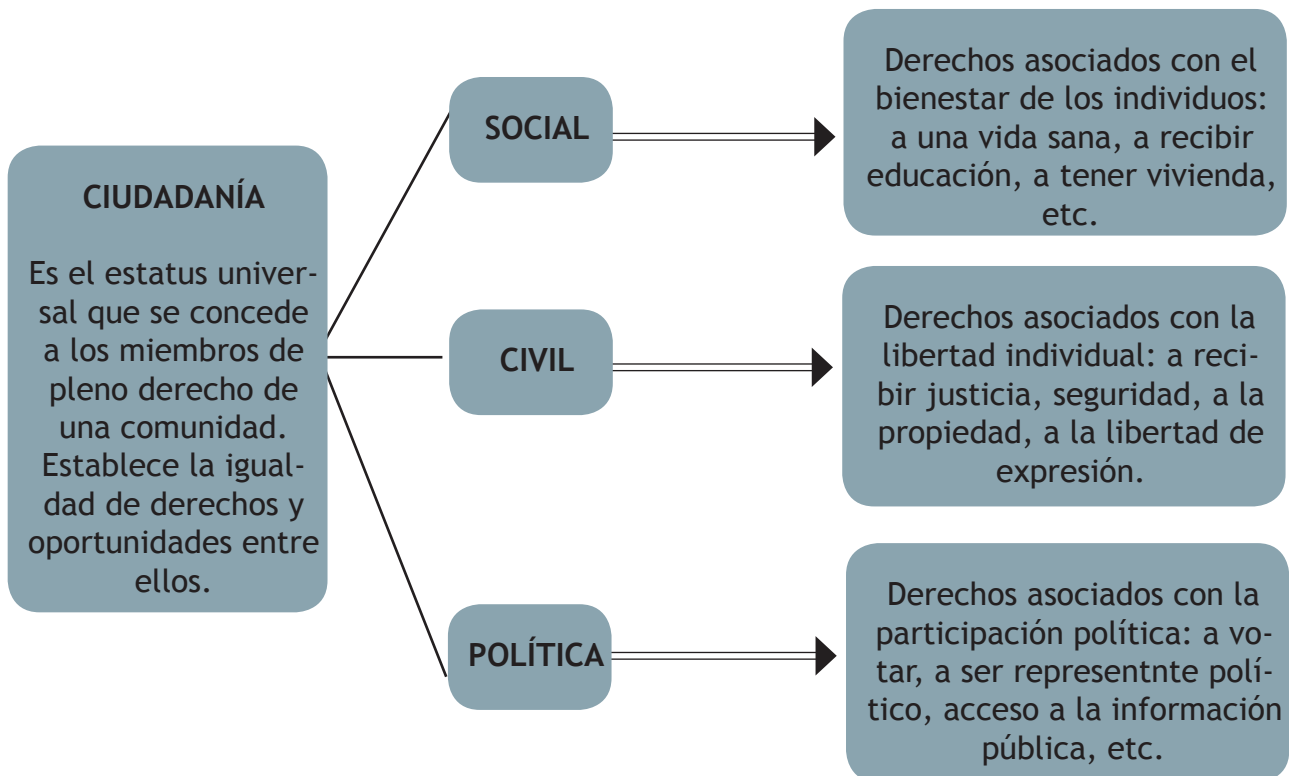 CIUDADANÍA
Es el estatus univer-
sal que se concede
a los miembros de
pleno derecho de
una comunidad.
Establece la igual-
dad de derechos y
oportunidades entre
ellos.
SOCIAL
Derechos asociados con el
bienestar de los individuos:
a una vida sana, a recibir
educación, a tener vivienda,
etc.
CIVIL
Derechos asociados con la
libertad individual: a reci-
bir justicia, seguridad, a la
propiedad, a la libertad de
expresión.
POLÍTICA
Derechos asociados con la
participación política: a vo-
tar, a ser representnte polí-
tico, acceso a la información
pública, etc.